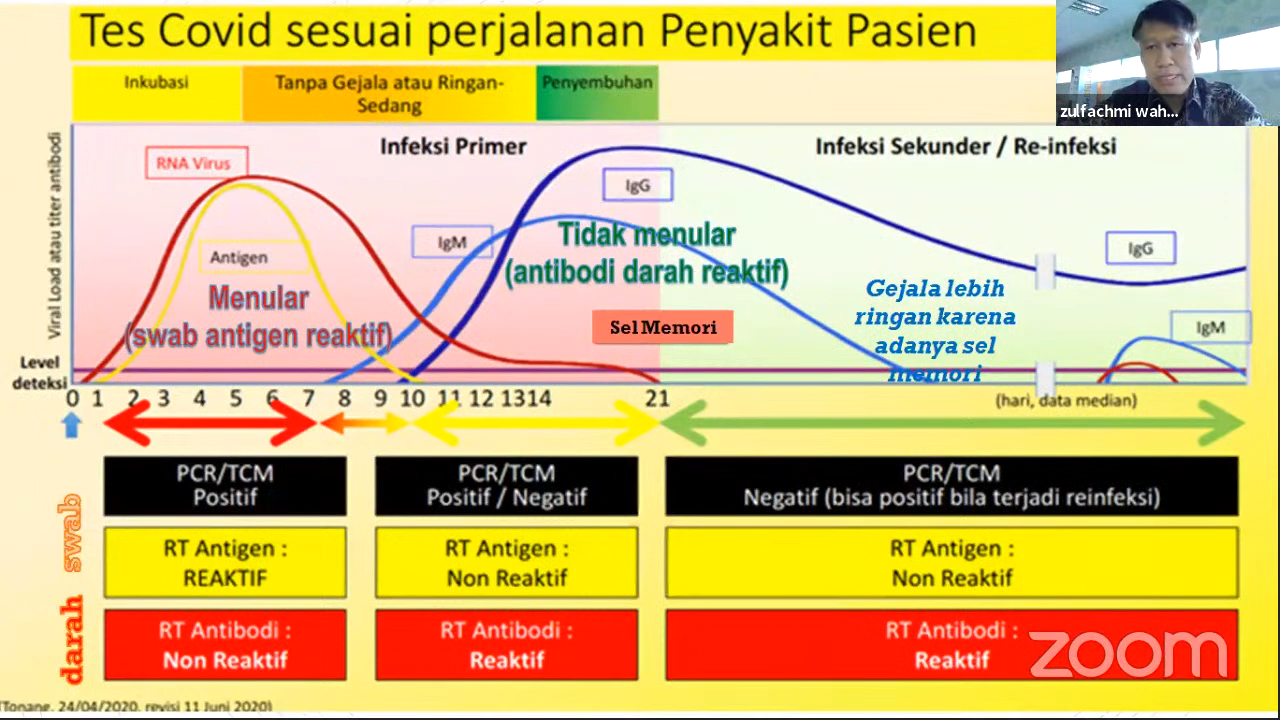 Tes Covid sesuai perjalanan Penyakit Pasien
zulfachmi wah...
Inkubasi
Tanpa Gejala atau Ringan-
Sedang
Penyembuhan
Viral Load atau titer antibodi
Infeksi Primer
Infeksi Sekunder / Re-infeksi
RNA Virus
IgG
IgM
Antigen
IgG
IgM
Tidak menular
(antibodi darah reaktif)
Menular
(swab antigen reaktif)
Gejala lebih
ringan karena
adanya sel
memori
Sel Memori
Level
deteksi
0 1 2 3 4 5 6 7 8 9 10 11 12 13 14 21
(hari, data median)
swab
darah
PCR/TCM
Positif
PCR/TCM
Positif / Negatif
PCR/TCM
Negatif (bisa positif bila terjadi reinfeksi)
RT Antigen :
REAKTIF
RT Antigen :
Non Reaktif
RT Antigen :
Non Reaktif
RT Antibodi :
Non Reaktif
RT Antibodi :
Reaktif
RT Antibodi :
Reaktif
zoom
(Tonang, 24/04/2020, revisi 11 Juni 2020)